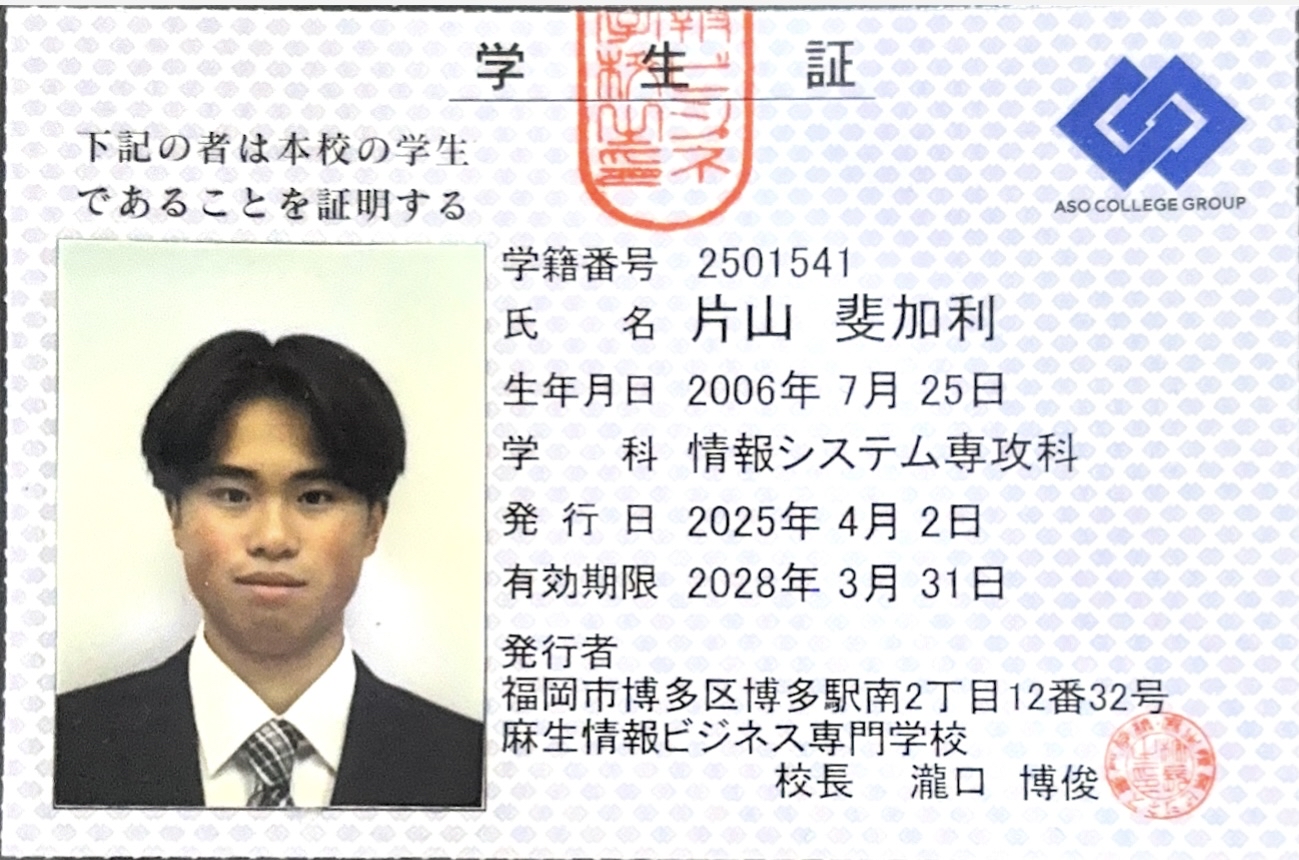 学生証
下記の者は本校の学生
であることを証明する
ASO COLLEGE GROUP
学籍番号 2501541
氏名 片山 斐加利
生年月日 2006年 7月 25日
学科 情報システム専攻科
発行日 2025年 4月 2日
有効期限 2028年 3月 31日
発行者
福岡市博多区博多駅南2丁目12番32号
麻生情報ビジネス専門学校
校長 瀧口 博俊